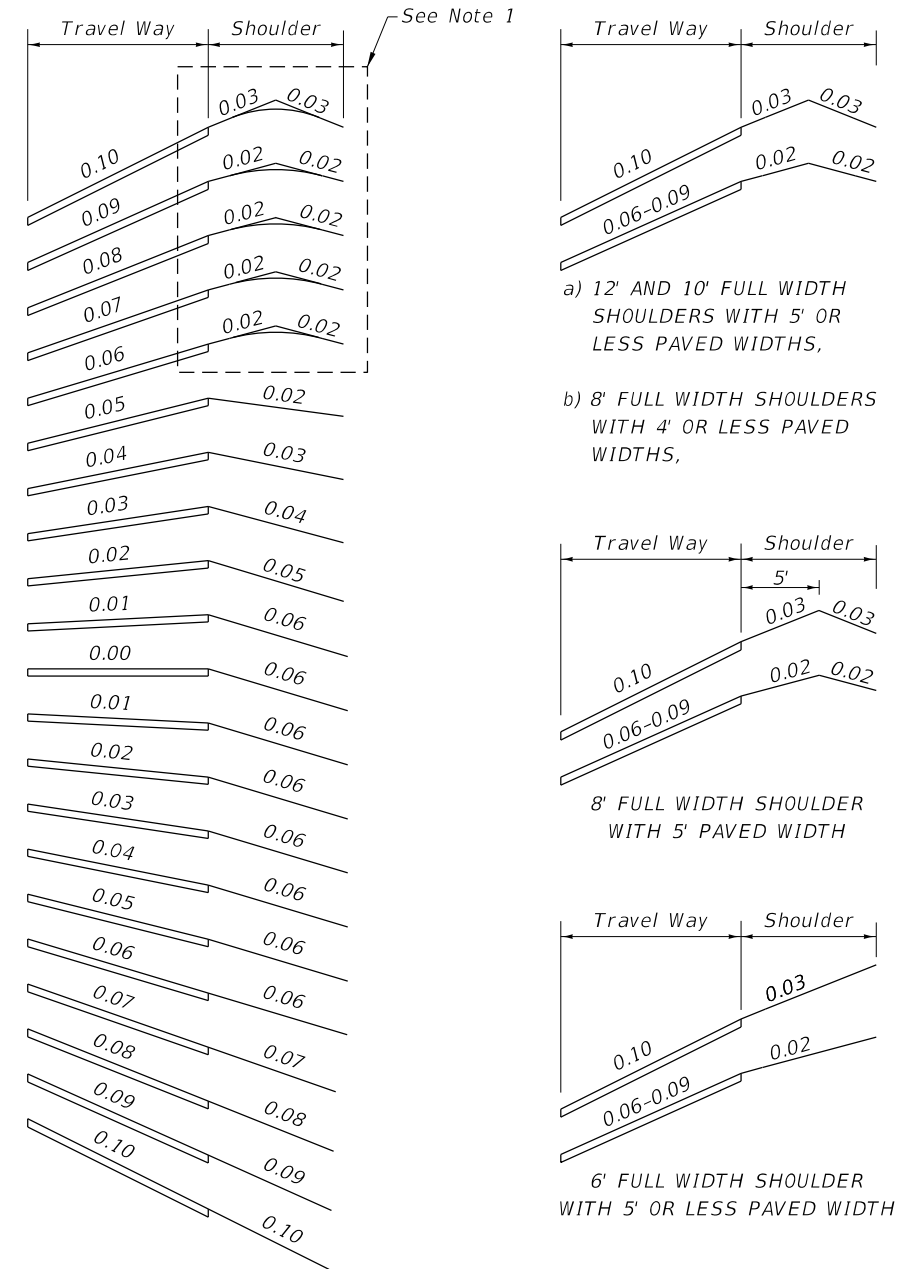 See Note 1
Travel Way Shoulder
0.03 0.03
0.10
0.02 0.02
0.09
0.02 0.02
0.08
0.02 0.02
0.07
0.02 0.02
0.06
0.05 0.02
0.04 0.03
0.03 0.04
0.02 0.05
0.01 0.06
0.00 0.06
0.01 0.06
0.02 0.06
0.03 0.06
0.04 0.06
0.05 0.06
0.06 0.06
0.07 0.07
0.08 0.08
0.09 0.09
0.10 0.10
Travel Way Shoulder
0.03 0.03
0.10
0.02 0.02
0.06-0.09
a) 12' AND 10' FULL WIDTH
SHOULDERS WITH 5' OR
LESS PAVED WIDTHS,
b) 8' FULL WIDTH SHOULDERS
WITH 4' OR LESS PAVED
WIDTHS,
Travel Way Shoulder
5'
0.03 0.03
0.10
0.02 0.02
0.06-0.09
8' FULL WIDTH SHOULDER
WITH 5' PAVED WIDTH
Travel Way Shoulder
0.03
0.10
0.02
0.06-0.09
6' FULL WIDTH SHOULDER
WITH 5' OR LESS PAVED WIDTH